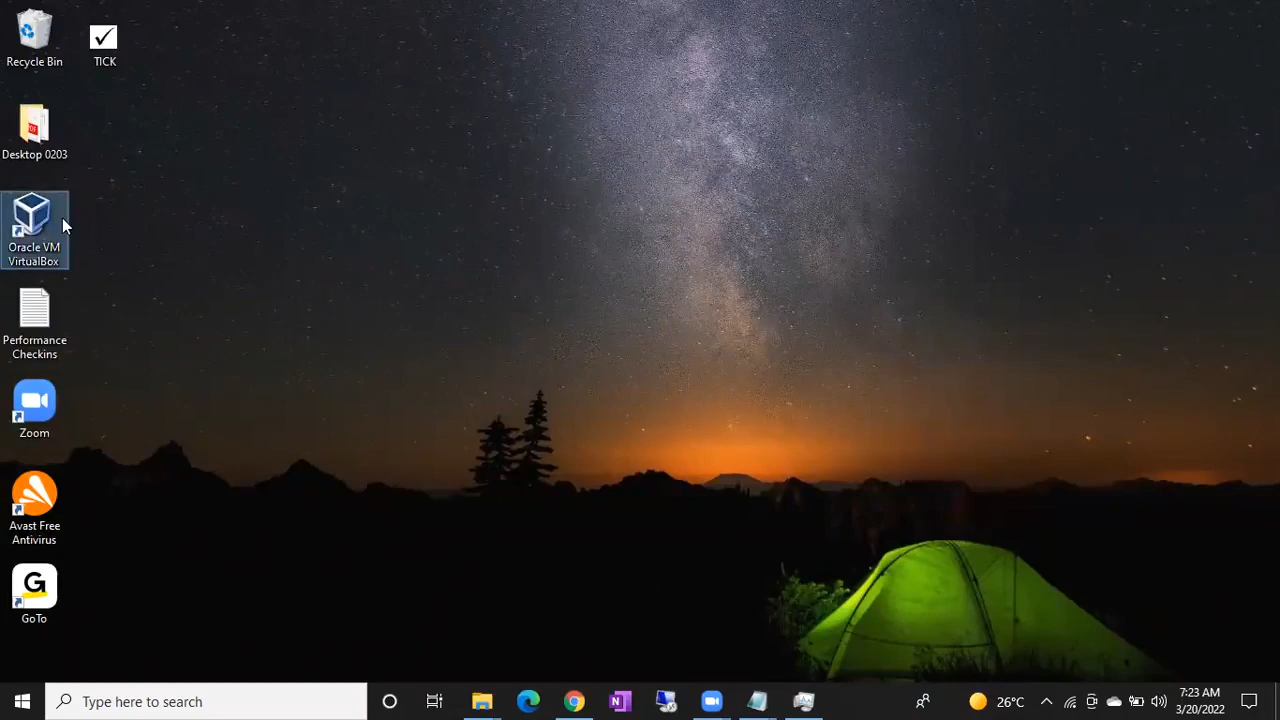 Recycle Bin
TICK
Desktop 0203
Oracle VM
VirtualBox
Performance
Checkins
Zoom
Avast Free
Antivirus
G
GoTo
Type here to search
26°C
7:23 AM
3/20/2022